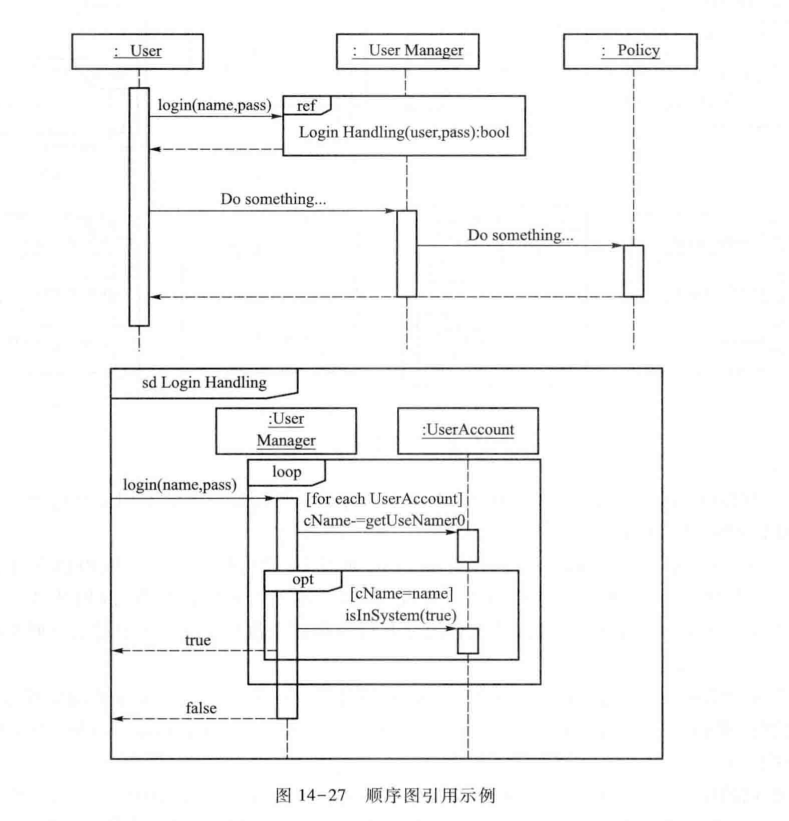 : User
: User Manager
: Policy
login(name,pass)
ref
Login Handling(user,pass):bool
Do something...
Do something...
sd Login Handling
:User
Manager
:UserAccount
loop
login(name,pass)
[for each UserAccount]
cName-=getUseNamer0
opt
[cName=name]
isInSystem(true)
true
false
图 14-27 顺序图引用示例